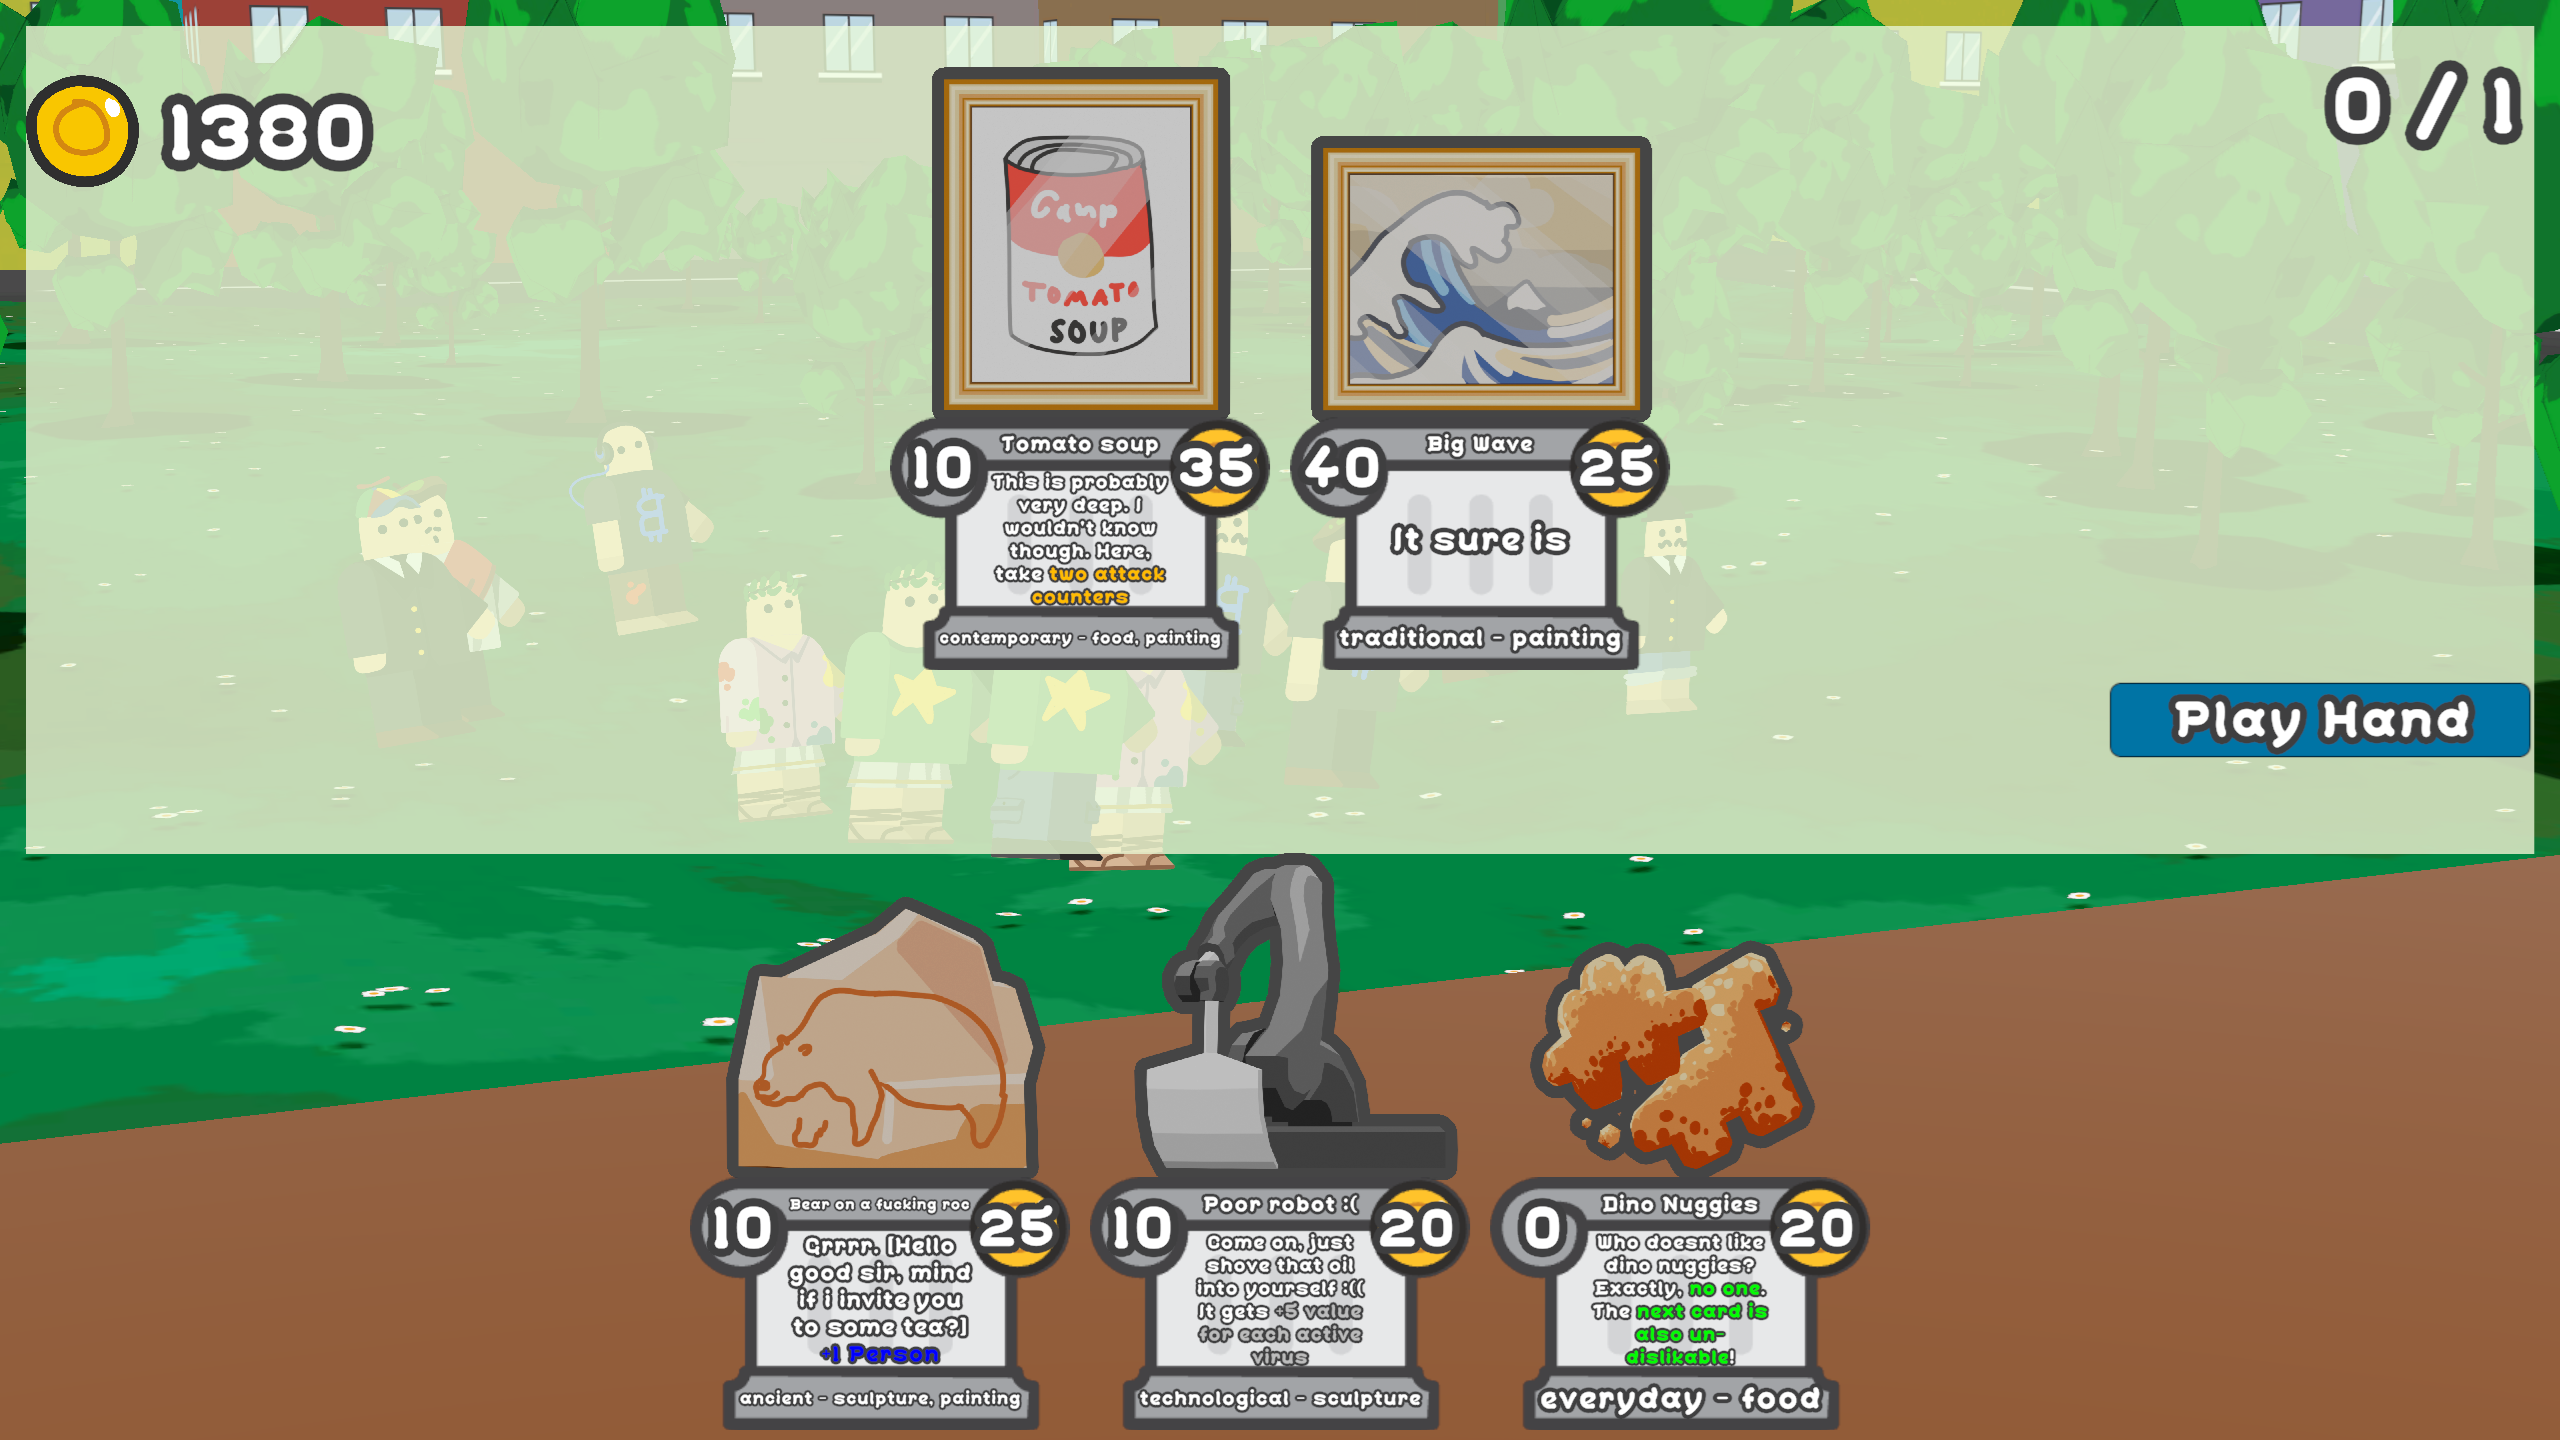 1380
0/1
Camp
TOMATO
SOUP
10
Tomato soup
35
This is probably
very deep. I
wouldn't know
though. Here,
take two attack
counters
contemporary - food, painting
40
Big Wave
25
It sure is
traditional - painting
Play Hand
10
Bear on a fucking roc
25
Grrrr. [Hello
good sir, mind
if i invite you
to some tea?]
+1 Person
ancient - sculpture, painting
10
Poor robot :(
20
Come on, just
shove that oil
into yourself :((
It gets +5 value
for each active
virus
technological - sculpture
0
Dino Nuggies
20
Who doesnt like
dino nuggies?
Exactly, no one.
The next card is
also un-
dislikable!
everyday - food